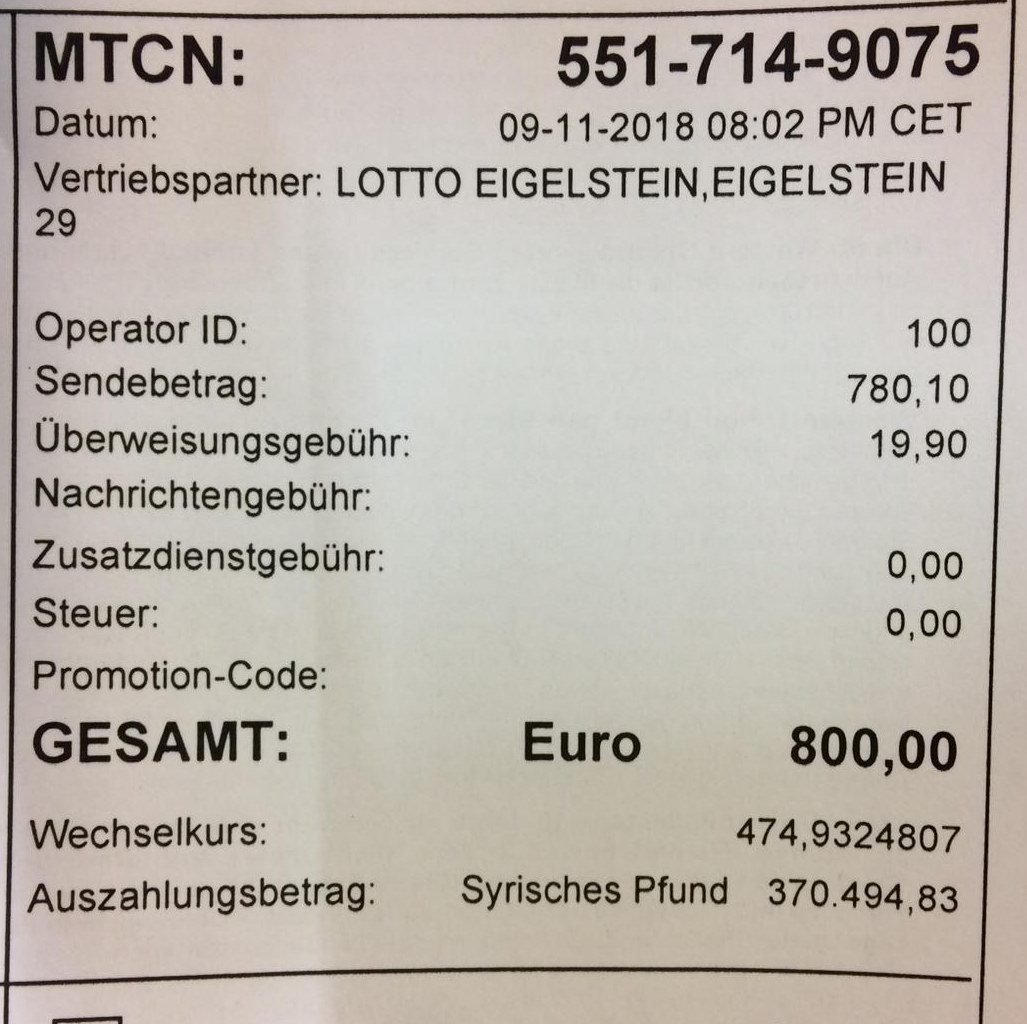 MTCN: 551-714-9075
Datum: 09-11-2018 08:02 PM CET
Vertriebspartner: LOTTO EIGELSTEIN,EIGELSTEIN
29
Operator ID: 100
Sendebetrag: 780,10
Überweisungsgebühr: 19,90
Nachrichtengebühr:
Zusatzdienstgebühr: 0,00
Steuer: 0,00
Promotion-Code:
GESAMT: Euro 800,00
Wechselkurs: 474,9324807
Auszahlungsbetrag: Syrisches Pfund 370.494,83